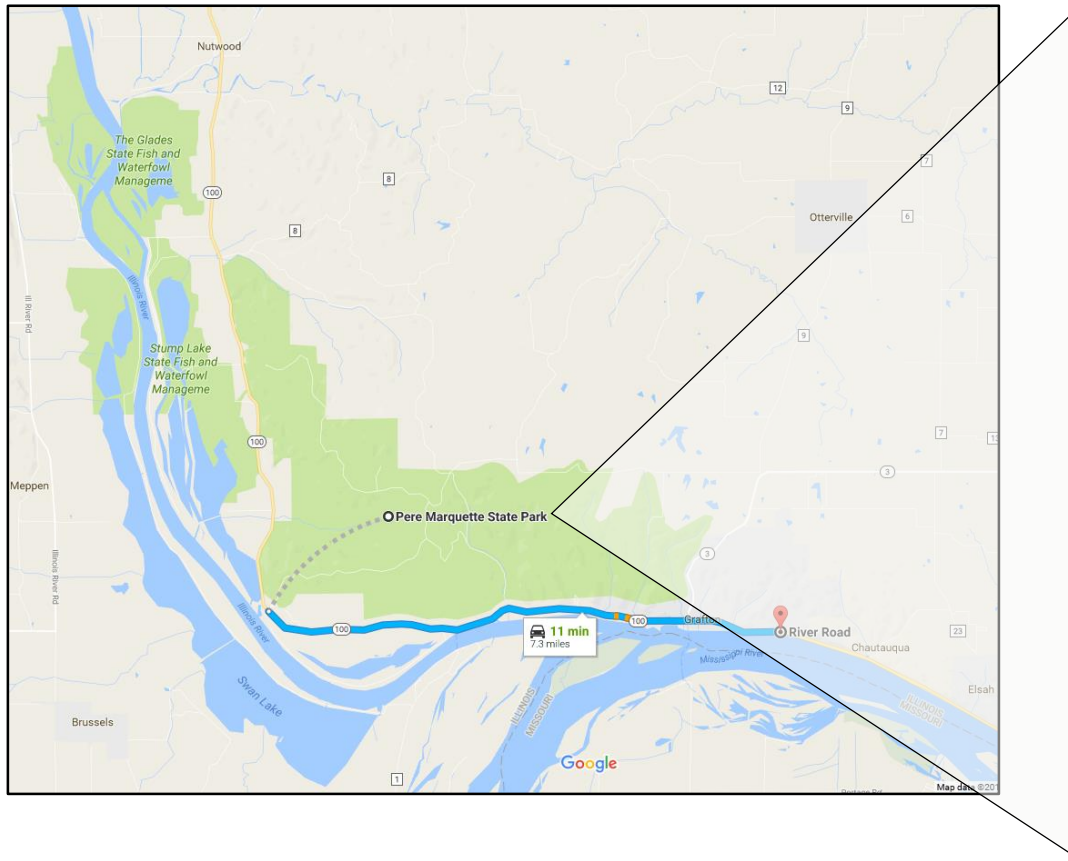 Nutwood
12
9
The Glades
State Fish and
Waterfowl
Manageme
7
8
100
Otterville
6
8
Illinois River
Ill River Rd
9
Stump Lake
State Fish and
Waterfowl
Manageme
100
7
13
3
Meppen
Pere Marquette State Park
3
Illinois River Rd
Illinois River
100
11 min
7.3 miles
100
Grafton
River Road
23
Chautauqua
Mississippi River
Swan Lake
ILLINOIS
MISSOURI
Elsah
ILLINOIS
MISSOURI
Brussels
Google
1
Map data ©201